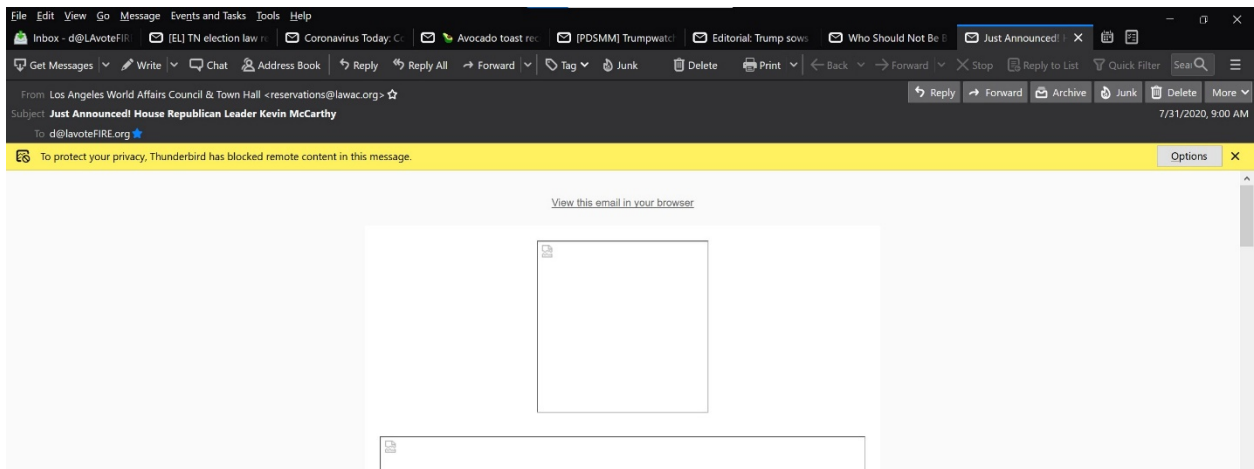 File Edit View Go Message Events and Tasks Tools Help
Inbox - d@LAvoteFIR [EL] TN election law re Coronavirus Today: Co Avocado toast rec [PDSMM] Trumpwatch Editorial: Trump sows Who Should Not Be B Just Announced! H
Get Messages Write Chat Address Book Reply Reply All Forward Tag Junk Delete Print Back Forward Stop Reply to List Quick Filter Sear
From Los Angeles World Affairs Council & Town Hall <reservations@lawac.org> Reply Forward Archive Junk Delete More
Subject Just Announced! House Republican Leader Kevin McCarthy 7/31/2020, 9:00 AM
To d@lavoteFIRE.org
To protect your privacy, Thunderbird has blocked remote content in this message. Options
View this email in your browser